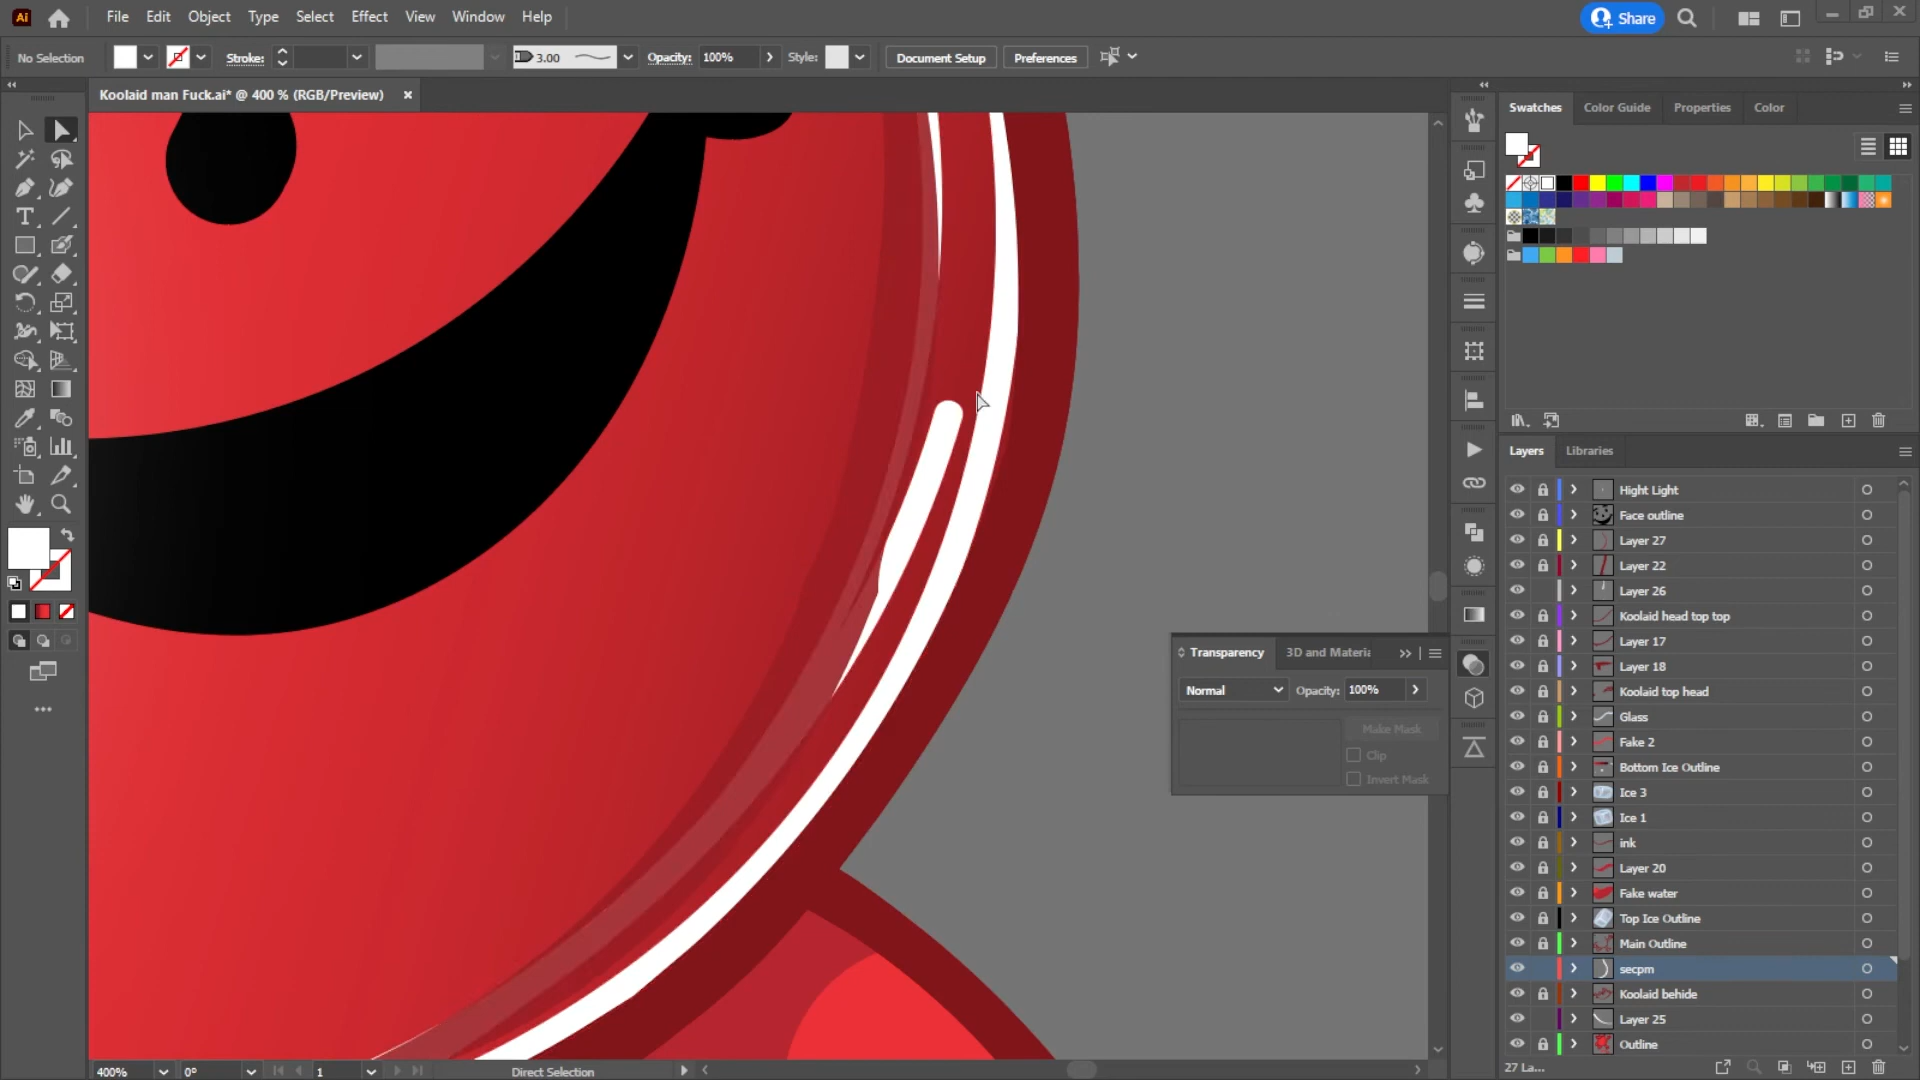 Ai File Edit Object Type Select Effect View Window Help Share
No Selection Stroke: 3.00 Opacity: 100% Style: Document Setup Preferences
Koolaid man Fuck.ai* @ 400 % (RGB/Preview) ×
Swatches Color Guide Properties Color
Layers Libraries
Hight Light
Face outline
Layer 27
Layer 22
Layer 26
Koolaid head top top
Layer 17
Layer 18
Koolaid top head
Glass
Fake 2
Bottom Ice Outline
Ice 3
Ice 1
ink
Layer 20
Fake water
Top Ice Outline
Main Outline
secpm
Koolaid behide
Layer 25
Outline
27 La...
Transparency 3D and Materia
Normal Opacity: 100%
Make Mask
Clip
Invert Mask
400% 0° 1 Direct Selection